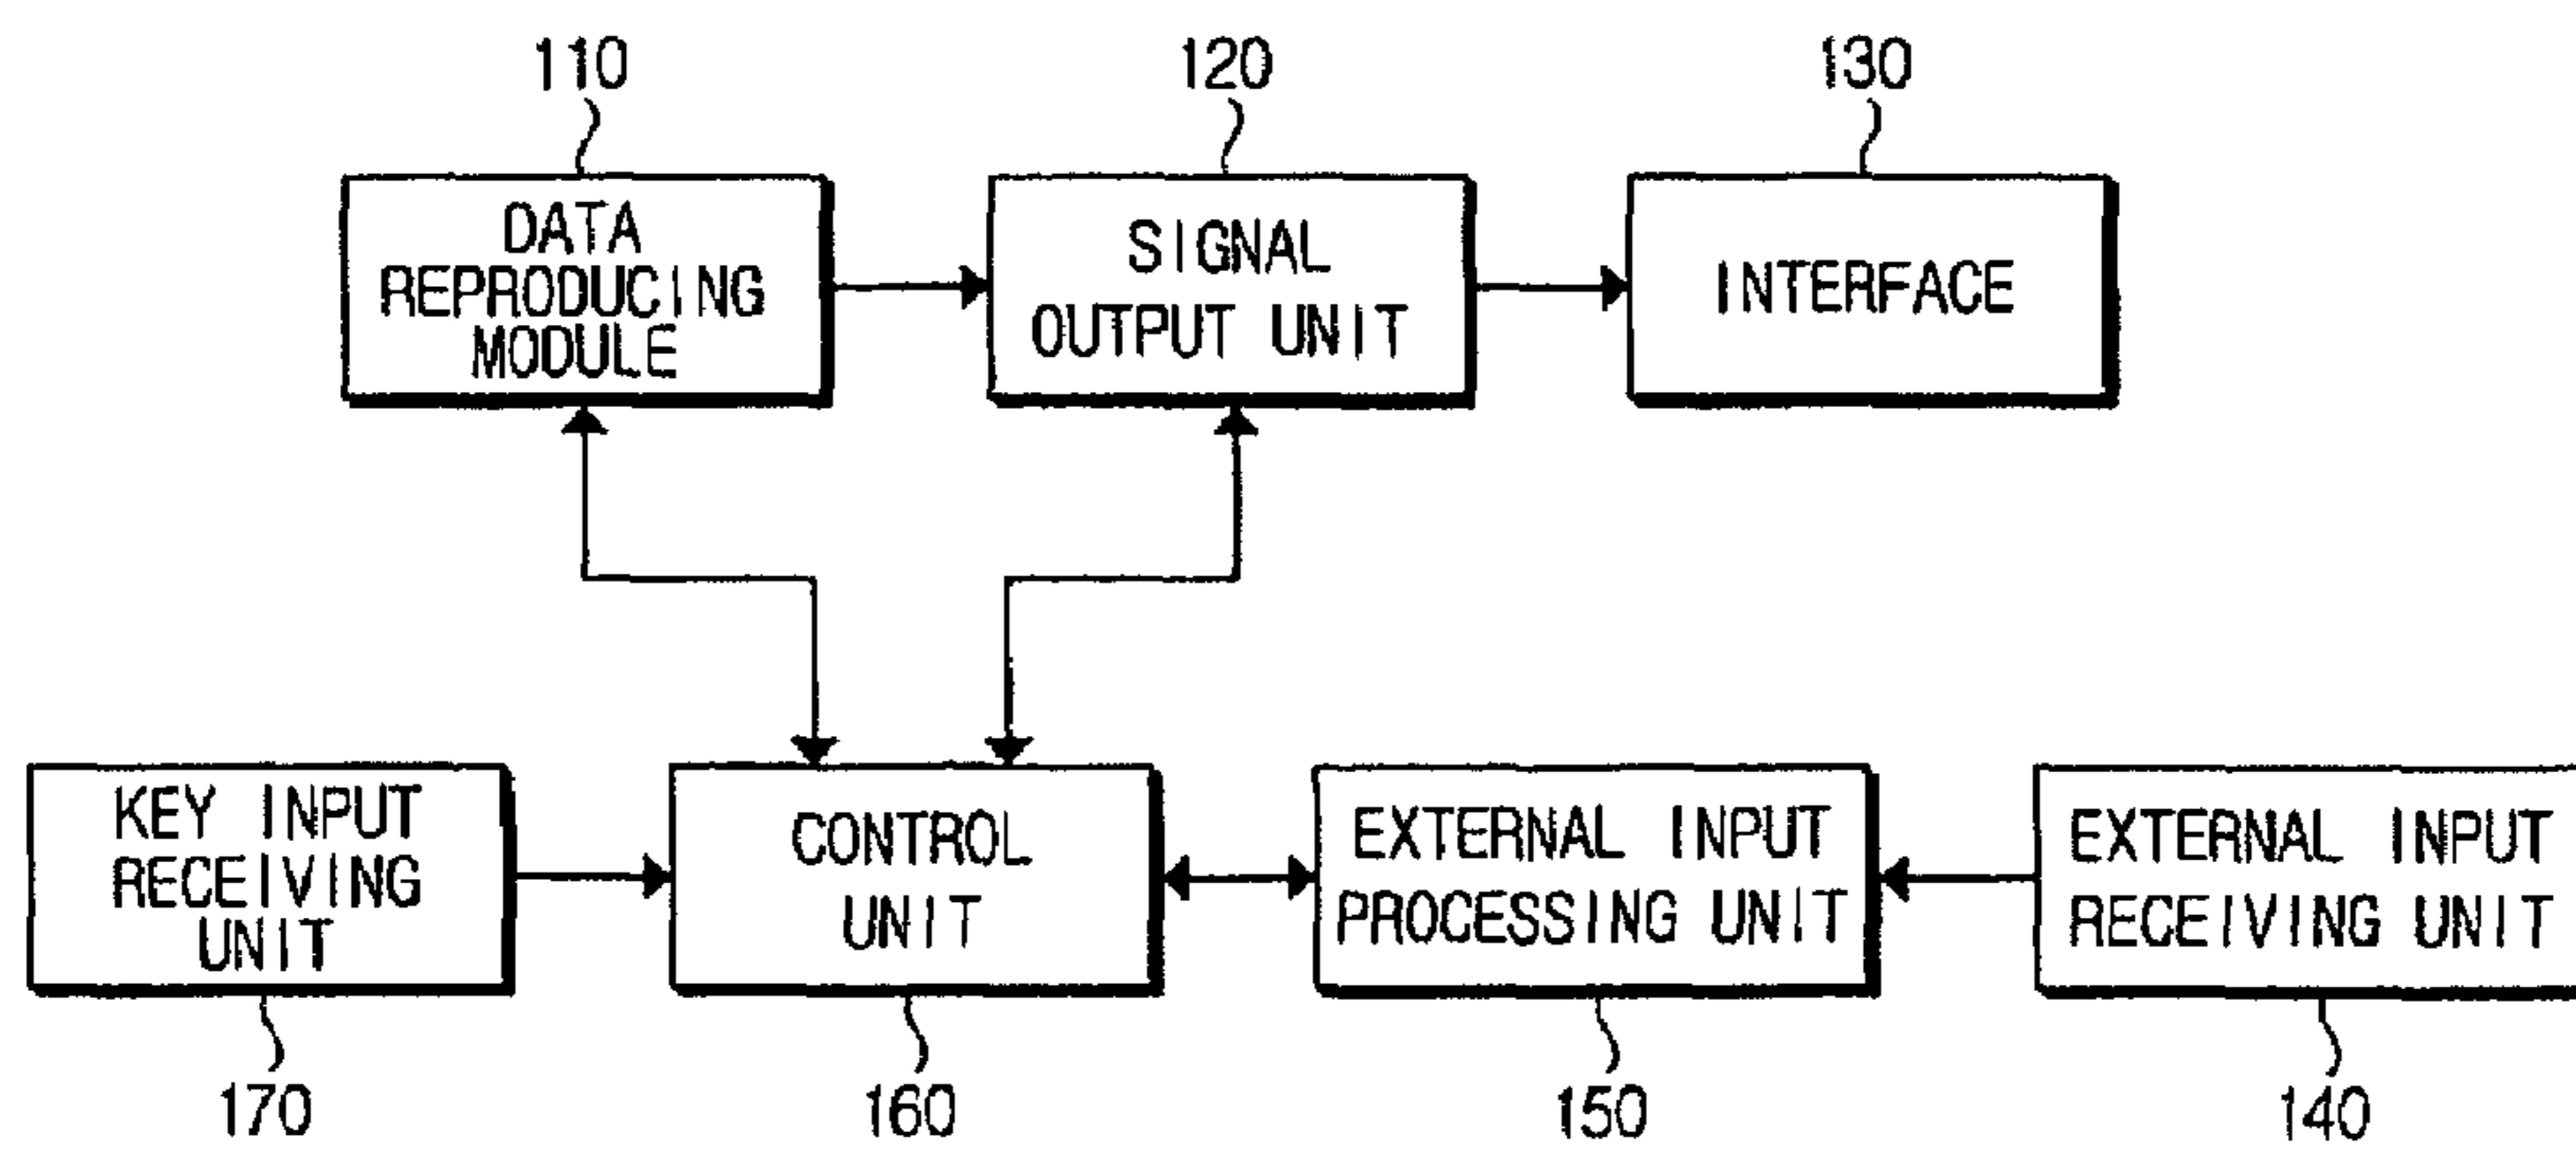 110
120
130
DATA
REPRODUCING
MODULE
SIGNAL
OUTPUT UNIT
INTERFACE
KEY INPUT
RECEIVING
UNIT
CONTROL
UNIT
EXTERNAL INPUT
PROCESSING UNIT
EXTERNAL INPUT
RECEIVING UNIT
170
160
150
140